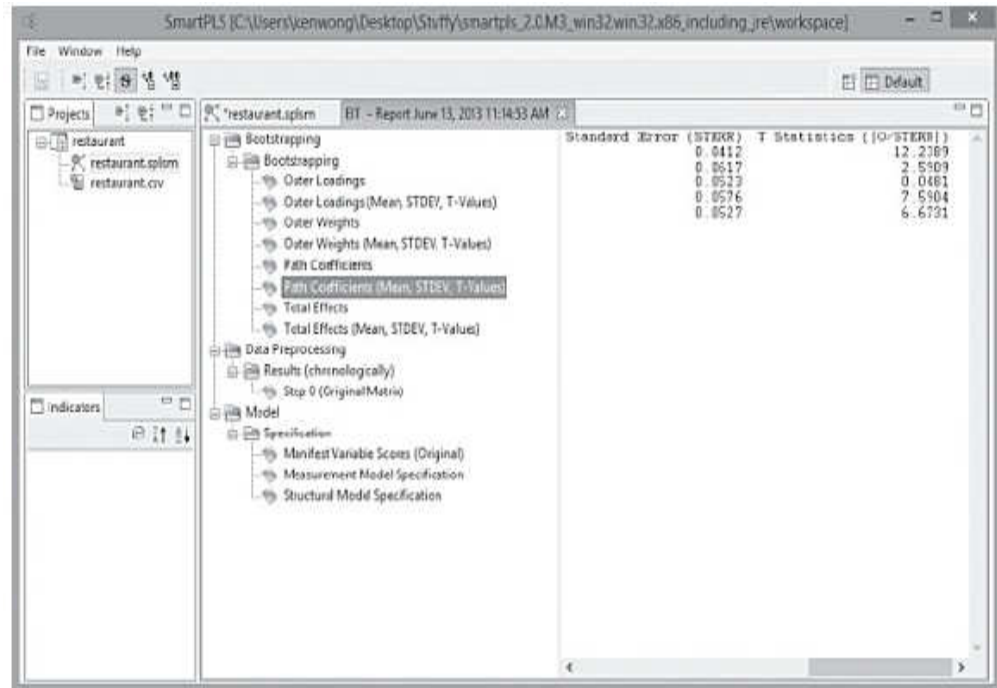 SmartPLS [C:\Users\kenwong\Desktop\Stuffy\smartpls_2.0.M3_win32.win32.x86_including_jre\workspace]
File Window Help
Default
Projects
restaurant
restaurant.splsm
restaurant.csv
Indicators
*restaurant.splsm
BT - Report June 13, 2013 11:14:53 AM
Bootstrapping
Bootstrapping
Outer Loadings
Outer Loadings (Mean, STDEV, T-Values)
Outer Weights
Outer Weights (Mean, STDEV, T-Values)
Path Coefficients
Path Coefficients (Mean, STDEV, T-Values)
Total Effects
Total Effects (Mean, STDEV, T-Values)
Data Preprocessing
Results (chronologically)
Step 0 (Original Matrix)
Model
Specification
Manifest Variable Scores (Original)
Measurement Model Specification
Structural Model Specification
Standard Error (STERR) T Statistics (|O/STERR|)
0.0412 12.2389
0.0617 2.5909
0.0523 0.0481
0.0576 7.5904
0.0527 6.6731